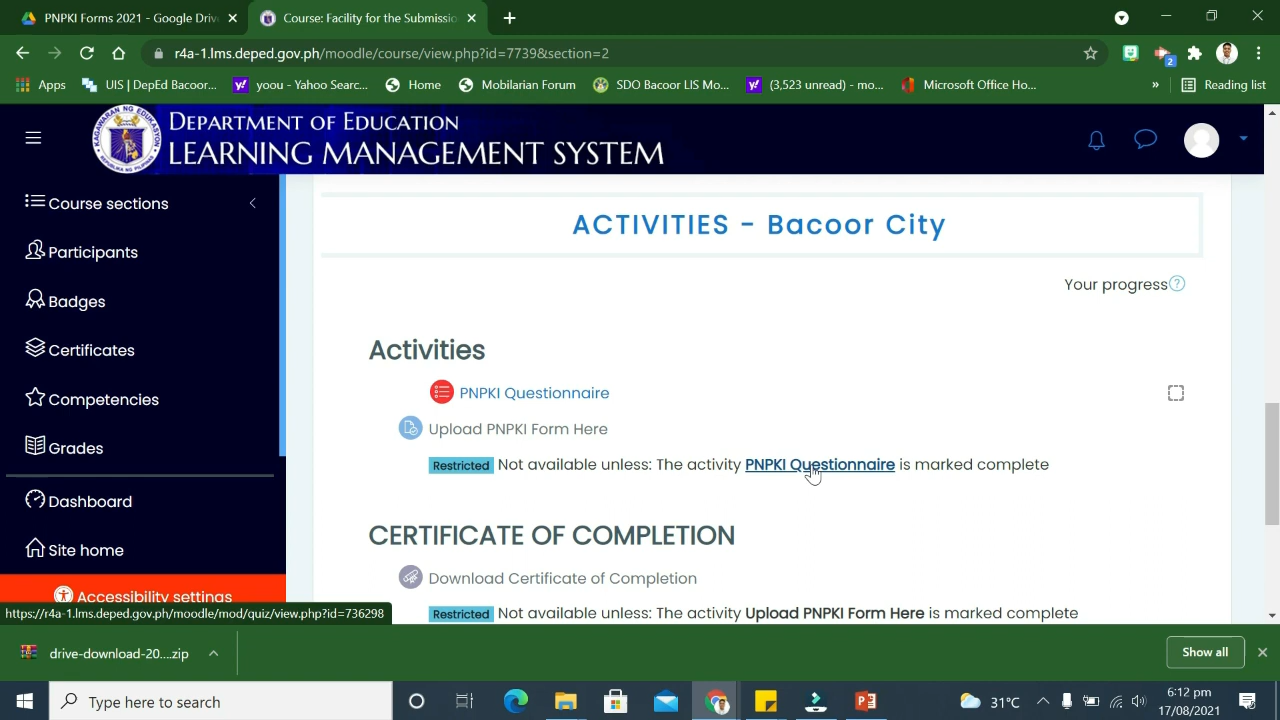 PNPKI Forms 2021 - Google Driv
Course: Facility for the Submissio
r4a-1.lms.deped.gov.ph/moodle/course/view.php?id=7739&section=2
Apps
UIS | DepEd Bacoor...
yoou - Yahoo Searc...
Home
Mobilarian Forum
SDO Bacoor LIS Mo...
(3,523 unread) - mo...
Microsoft Office Ho...
»
Reading list
2
DEPARTMENT OF EDUCATION
LEARNING MANAGEMENT SYSTEM
Course sections
Participants
Badges
Certificates
Competencies
Grades
Dashboard
Site home
Accessibility settings
ACTIVITIES - Bacoor City
Your progress
Activities
PNPKI Questionnaire
Upload PNPKI Form Here
Restricted Not available unless: The activity PNPKI Questionnaire is marked complete
CERTIFICATE OF COMPLETION
Download Certificate of Completion
Restricted Not available unless: The activity Upload PNPKI Form Here is marked complete
https://r4a-1.lms.deped.gov.ph/moodle/mod/quiz/view.php?id=736298
drive-download-20....zip
Show all
Type here to search
31°C
6:12 pm
17/08/2021